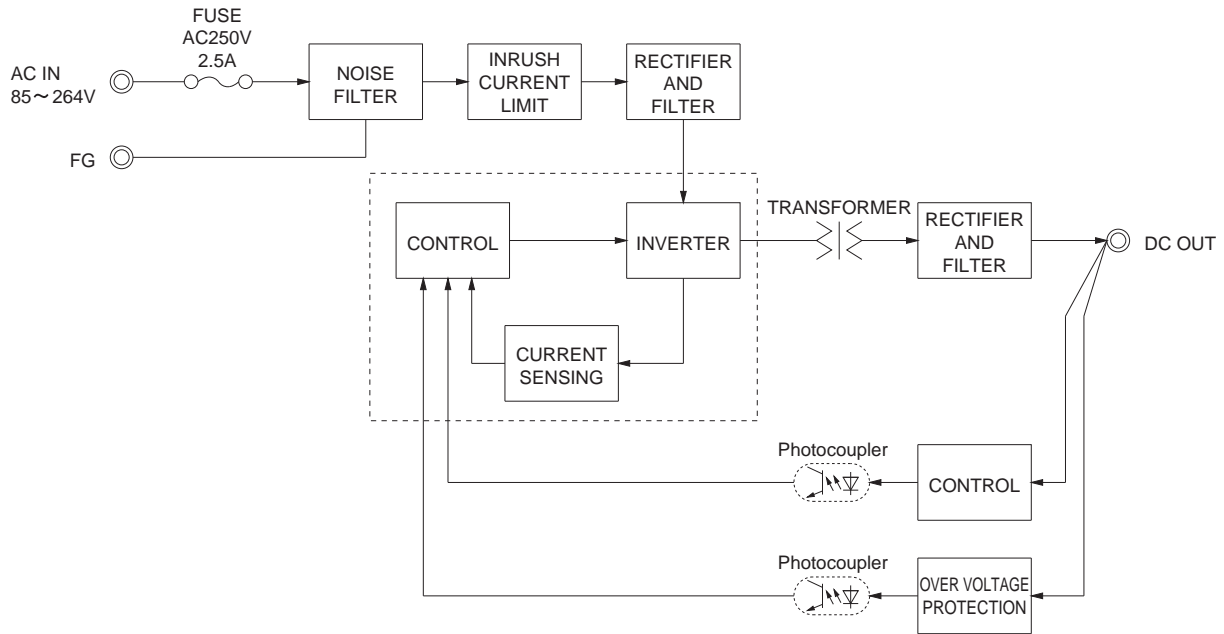 FUSE
AC250V
2.5A
AC IN
85～264V
NOISE
FILTER
INRUSH
CURRENT
LIMIT
RECTIFIER
AND
FILTER
FG
CONTROL
INVERTER
TRANSFORMER
RECTIFIER
AND
FILTER
DC OUT
CURRENT
SENSING
Photocoupler
CONTROL
Photocoupler
OVER VOLTAGE
PROTECTION